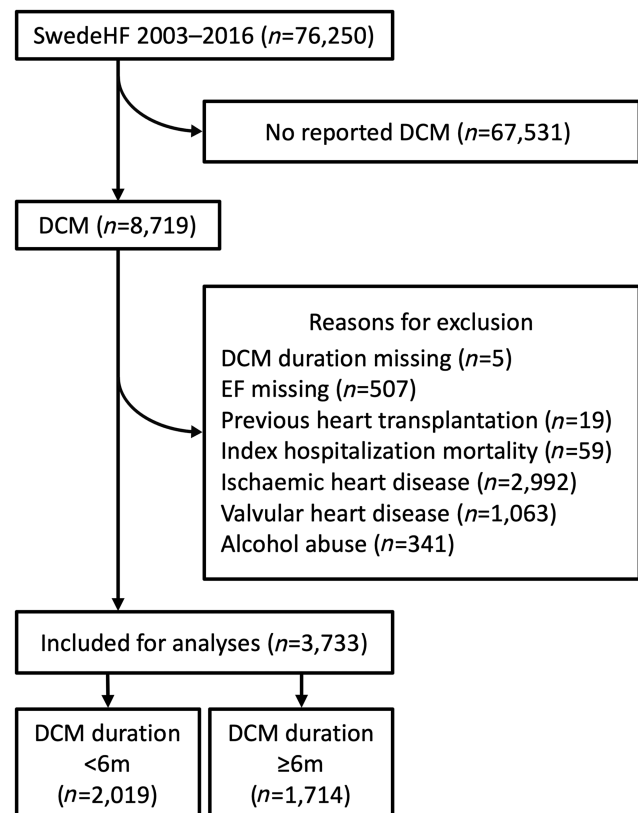 SwedeHF 2003–2016 (n=76,250)
No reported DCM (n=67,531)
DCM (n=8,719)
Reasons for exclusion
DCM duration missing (n=5)
EF missing (n=507)
Previous heart transplantation (n=19)
Index hospitalization mortality (n=59)
Ischaemic heart disease (n=2,992)
Valvular heart disease (n=1,063)
Alcohol abuse (n=341)
Included for analyses (n=3,733)
DCM duration
<6m
(n=2,019)
DCM duration
≥6m
(n=1,714)